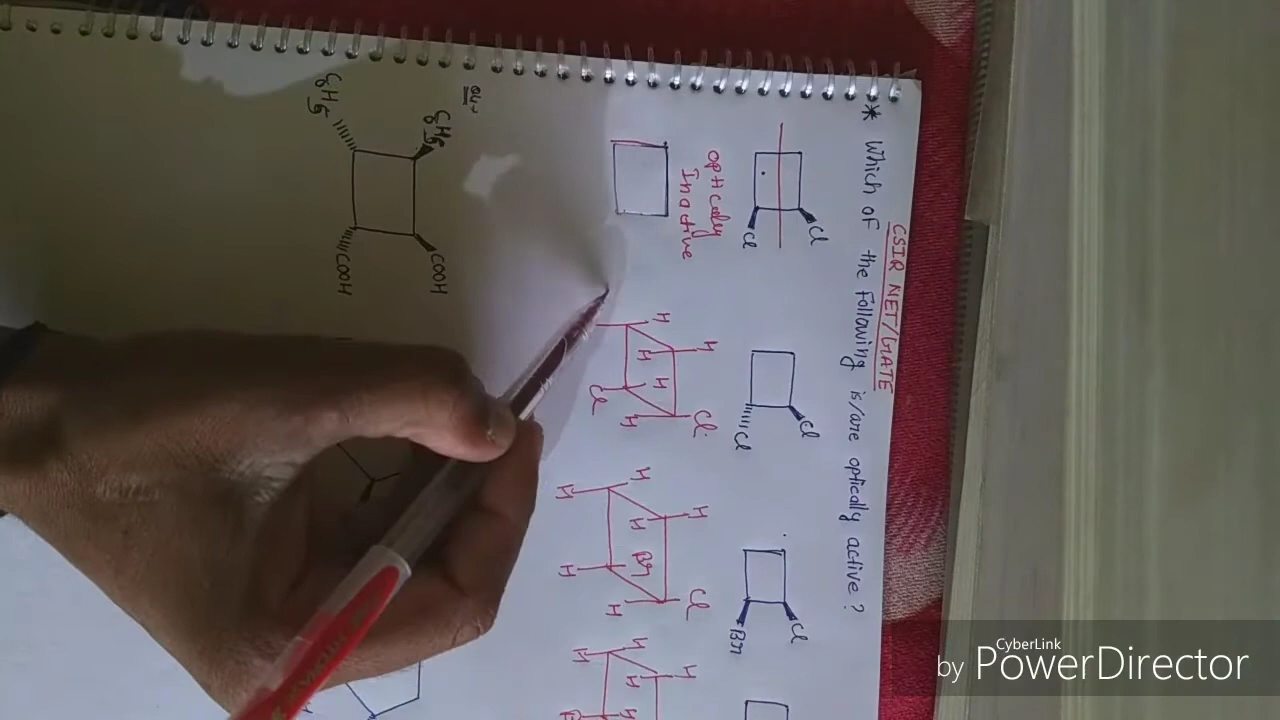 CSIR NET/GATE
* Which of the following is/are optically active?
Cl
Cl
Cl
Cl
Cl
Br
optically
Inactive
H
H
H
H
Cl
H
Cl
H
H
H
Br
Cl
H
H
H
H
H
H
Q4-
C6H5
COOH
C6H5
COOH
CyberLink
by PowerDirector